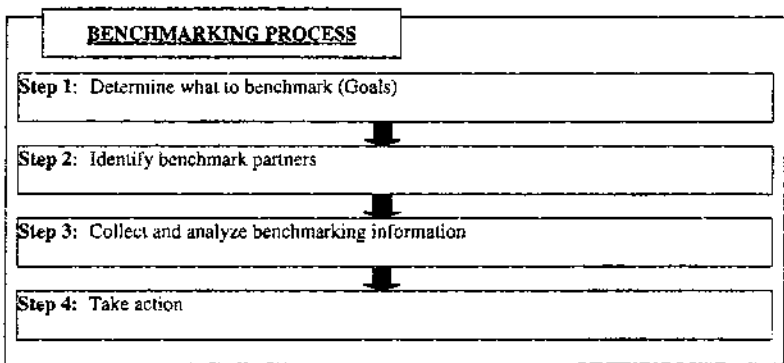 BENCHMARKING PROCESS
Step 1: Determine what to benchmark (Goals)
Step 2: Identify benchmark partners
Step 3: Collect and analyze benchmarking information
Step 4: Take action